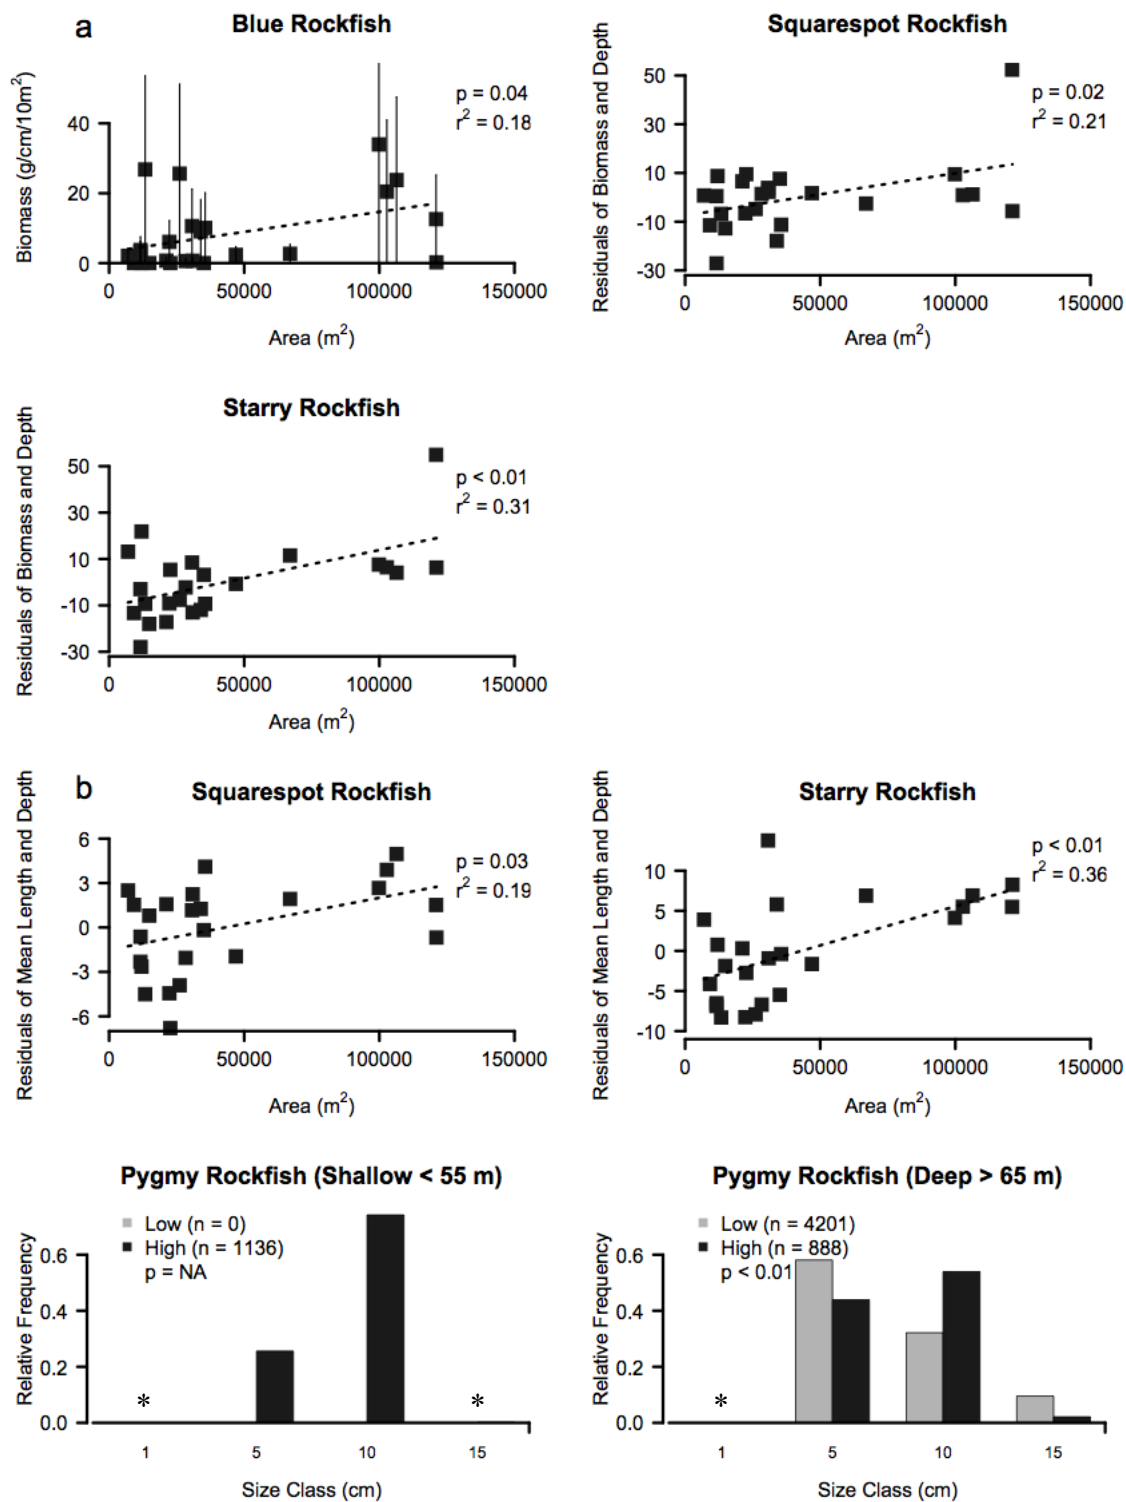 a
Blue Rockfish
Biomass (g/cm/10m²)
40
20
0
p = 0.04
r² = 0.18
0 50000 100000 150000
Area (m²)
Squarespot Rockfish
Residuals of Biomass and Depth
50
30
10
-10
-30
p = 0.02
r² = 0.21
0 50000 100000 150000
Area (m²)
Starry Rockfish
Residuals of Biomass and Depth
50
30
10
-10
-30
p < 0.01
r² = 0.31
0 50000 100000 150000
Area (m²)
b
Squarespot Rockfish
Residuals of Mean Length and Depth
6
3
0
-3
-6
p = 0.03
r² = 0.19
0 50000 100000 150000
Area (m²)
Starry Rockfish
Residuals of Mean Length and Depth
10
5
0
-5
-10
p < 0.01
r² = 0.36
0 50000 100000 150000
Area (m²)
Pygmy Rockfish (Shallow < 55 m)
Low (n = 0)
High (n = 1136)
p = NA
Relative Frequency
0.6
0.4
0.2
0.0
* *
1 5 10 15
Size Class (cm)
Pygmy Rockfish (Deep > 65 m)
Low (n = 4201)
High (n = 888)
p < 0.01
Relative Frequency
0.6
0.4
0.2
0.0
*
1 5 10 15
Size Class (cm)